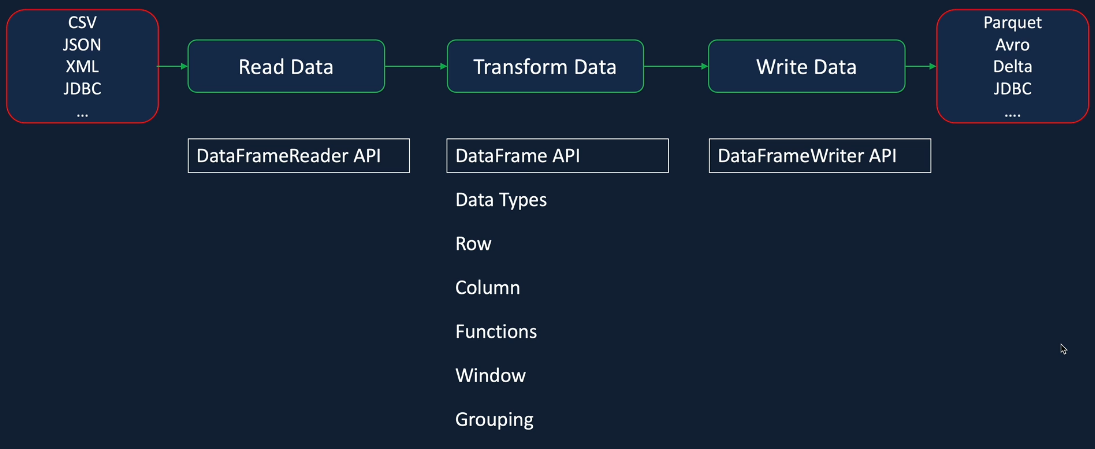 CSV
JSON
XML
JDBC
...
Read Data
Transform Data
Write Data
Parquet
Avro
Delta
JDBC
....
DataFrameReader API
DataFrame API
DataFrameWriter API
Data Types
Row
Column
Functions
Window
Grouping